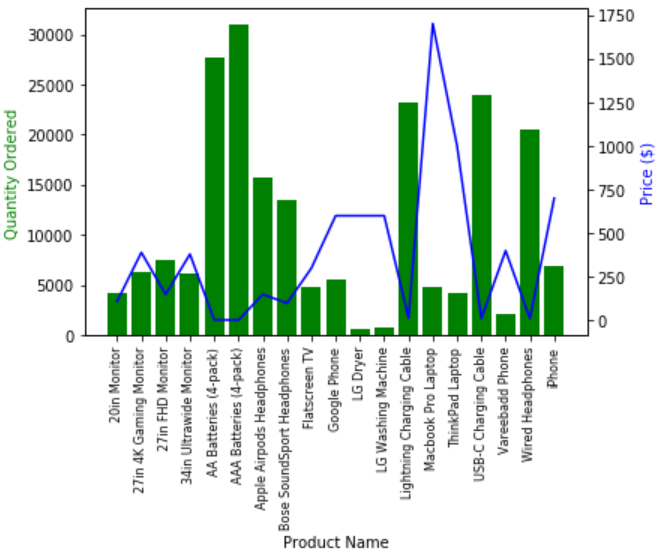 Quantity Ordered
30000
25000
20000
15000
10000
5000
0
1750
1500
1250
1000
750
500
250
0
Price ($)
20in Monitor
27in 4K Gaming Monitor
27in FHD Monitor
34in Ultrawide Monitor
AA Batteries (4-pack)
AAA Batteries (4-pack)
Apple Airpods Headphones
Bose SoundSport Headphones
Flatscreen TV
Google Phone
LG Dryer
LG Washing Machine
Lightning Charging Cable
Macbook Pro Laptop
ThinkPad Laptop
USB-C Charging Cable
Vareebadd Phone
Wired Headphones
iPhone
Product Name